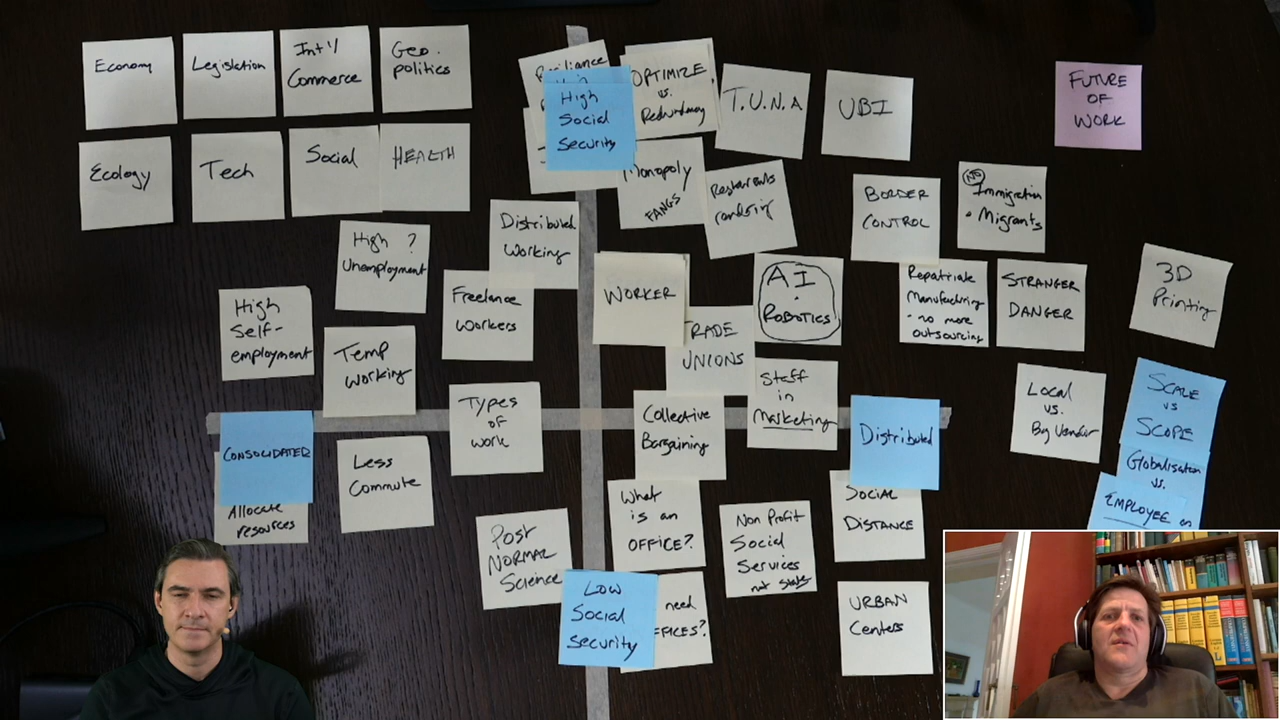 Economy
Legislation
Int'l
Commerce
Geo.
politics
Ecology
Tech
Social
HEALTH
High
Social
Security
OPTIMIZE
vs.
Redundancy
T.U.N.A
UBI
FUTURE
OF
WORK
Monopoly
FANGS
BORDER
CONTROL
NO
Immigration
• Migrants
Distributed
Working
High ?
Unemployment
Freelance
Workers
WORKER
AI
•
ROBOTICS
Repatriate
Manufacturing
- no more
outsourcing
STRANGER
DANGER
3D
Printing
High
Self-
employment
Temp
Working
TRADE
UNIONS
Staff
in
Marketing
Types
of
Work
Collective
Bargaining
Distributed
Local
vs.
SCALE
vs
SCOPE
Globalisation
vs.
EMPLOYEE
CONSOLIDATED
Allocate
resources
Less
Commute
What
is an
OFFICE?
Non Profit
Social
Services
SOCIAL
DISTANCE
POST
NORMAL
Science
LOW
Social
Security
need
URBAN
Centers